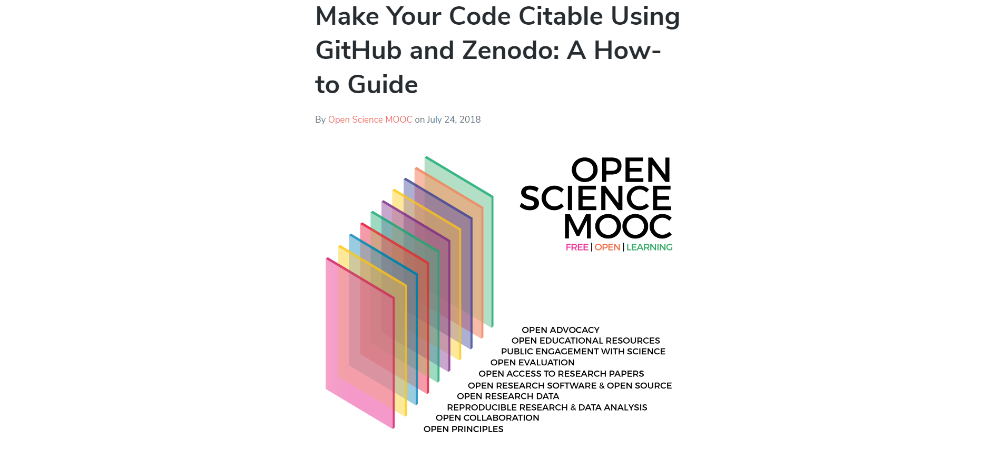 Make Your Code Citable Using
GitHub and Zenodo: A How-
to Guide
By Open Science MOOC on July 24, 2018
OPEN
SCIENCE
MOOC
FREE | OPEN | LEARNING
OPEN ADVOCACY
OPEN EDUCATIONAL RESOURCES
PUBLIC ENGAGEMENT WITH SCIENCE
OPEN EVALUATION
OPEN ACCESS TO RESEARCH PAPERS
OPEN RESEARCH SOFTWARE & OPEN SOURCE
OPEN RESEARCH DATA
REPRODUCIBLE RESEARCH & DATA ANALYSIS
OPEN COLLABORATION
OPEN PRINCIPLES